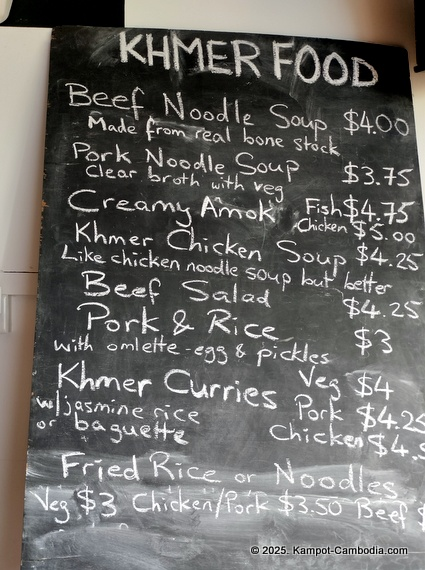 KHMER FOOD
Beef Noodle Soup $4.00
Made from real bone stock
Pork Noodle Soup $3.75
Clear broth with veg
Creamy Amok Fish $4.75
Chicken $5.00
Khmer Chicken Soup $4.25
Like chicken noodle soup but better
Beef Salad $4.25
Pork & Rice $3
with omlette-egg & pickles
Khmer Curries Veg $4
w/jasmine rice Pork $4.25
or baguette Chicken $4.
Fried Rice or Noodles
Veg $3 Chicken/Pork $3.50 Beef $
© 2025. Kampot-Cambodia.com